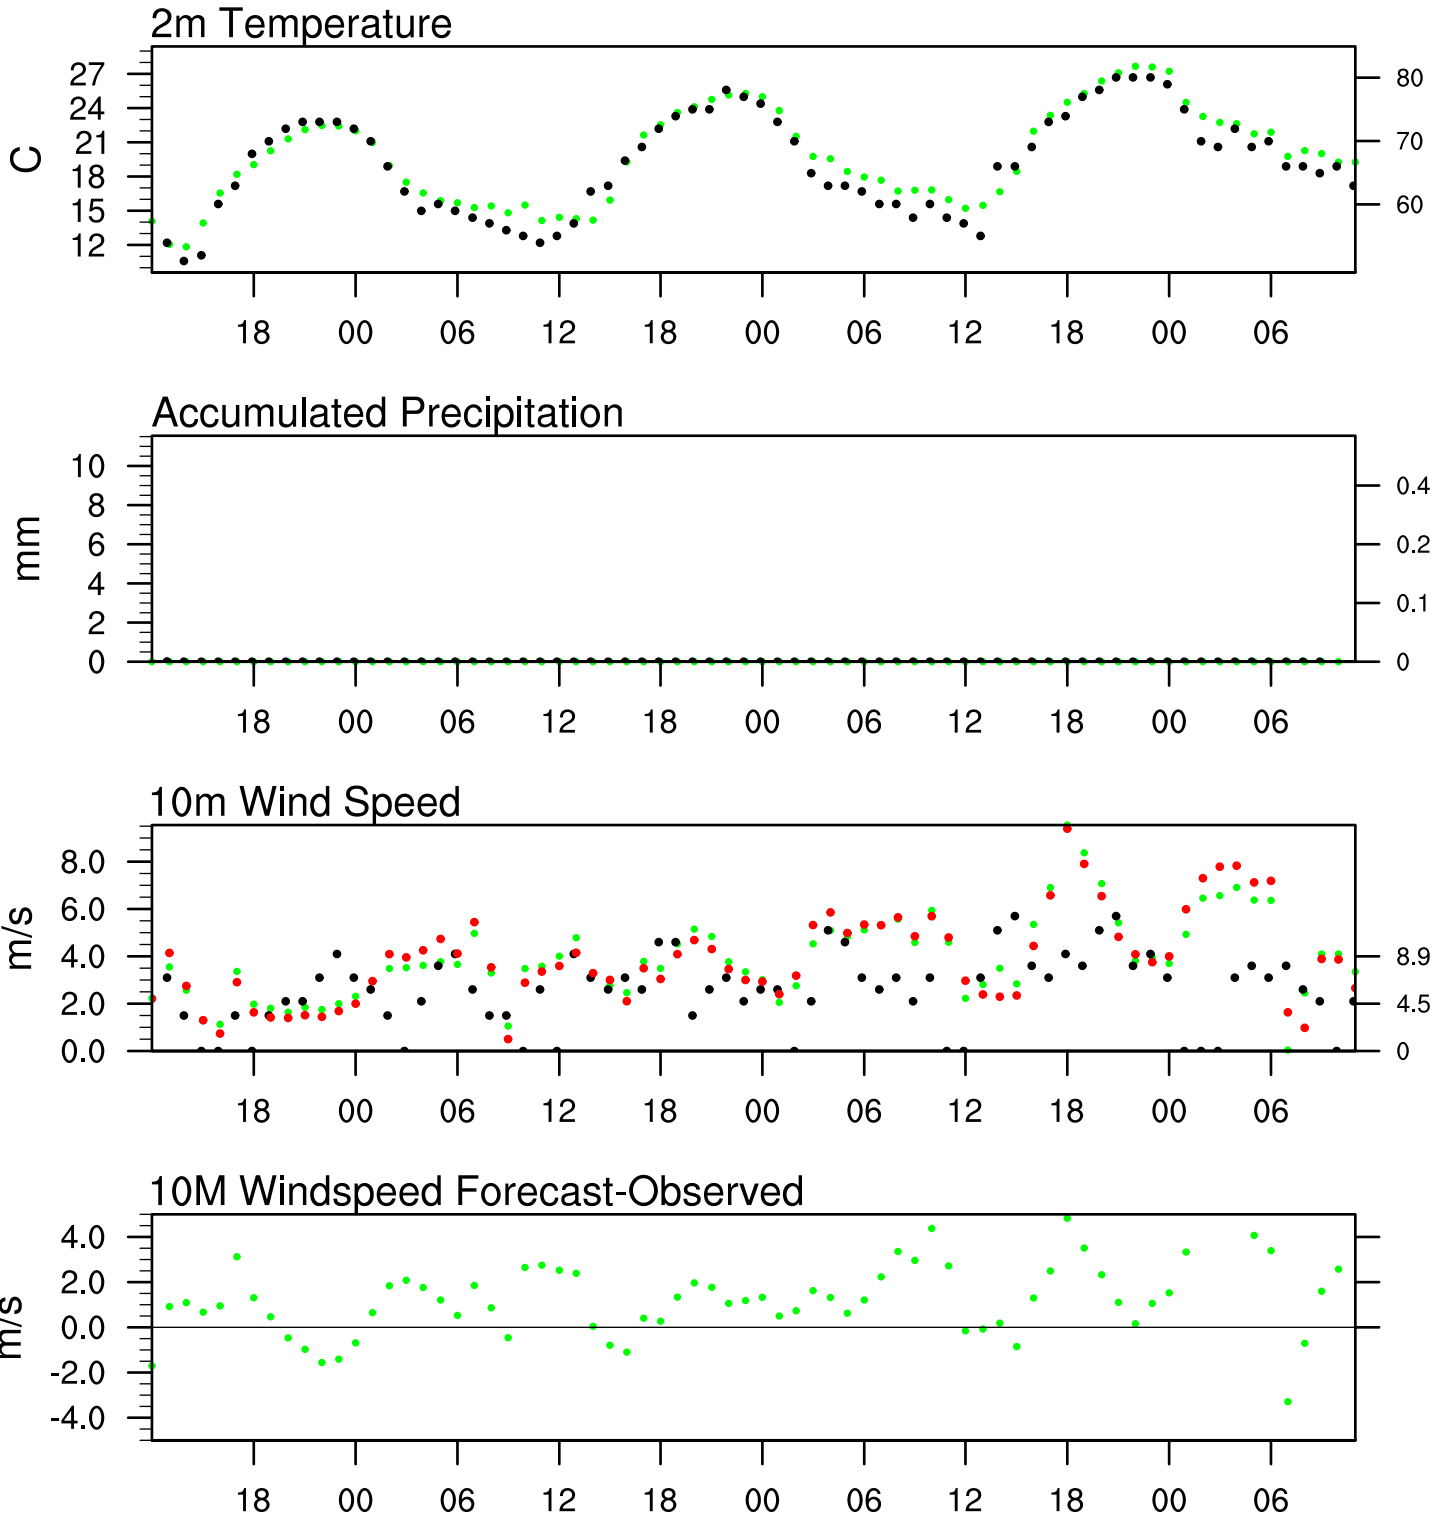 2m Temperature
27
24
21
18
15
12
C
80
70
60
18 00 06 12 18 00 06 12 18 00 06
Accumulated Precipitation
10
8
6
4
2
0
mm
0.4
0.2
0.1
0
18 00 06 12 18 00 06 12 18 00 06
10m Wind Speed
8.0
6.0
4.0
2.0
0.0
m/s
8.9
4.5
0
18 00 06 12 18 00 06 12 18 00 06
10M Windspeed Forecast-Observed
4.0
2.0
0.0
-2.0
-4.0
m/s
18 00 06 12 18 00 06 12 18 00 06